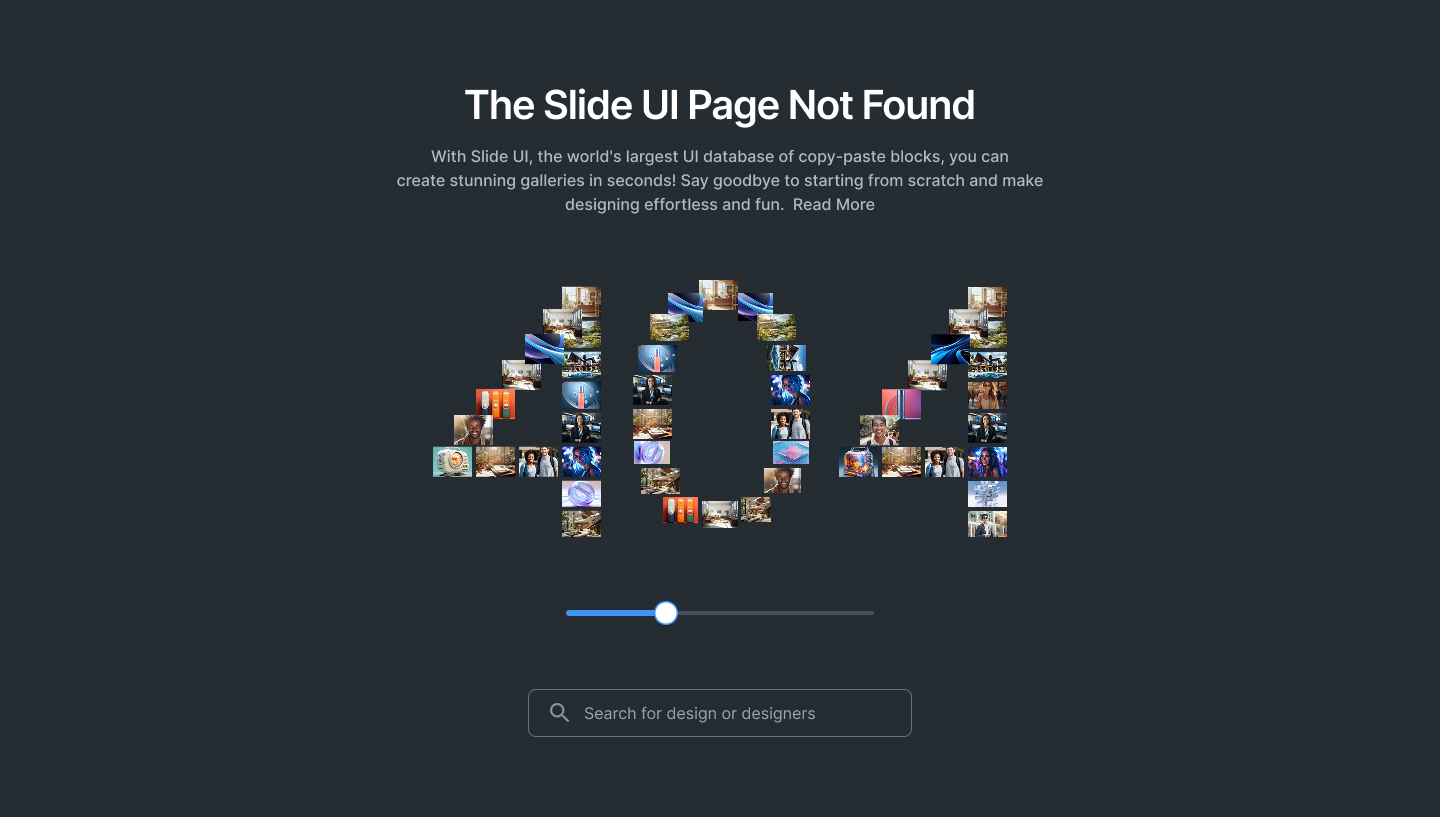 The Slide UI Page Not Found
With Slide UI, the world's largest UI database of copy-paste blocks, you can
create stunning galleries in seconds! Say goodbye to starting from scratch and make
designing effortless and fun.  Read More
404
Search for design or designers